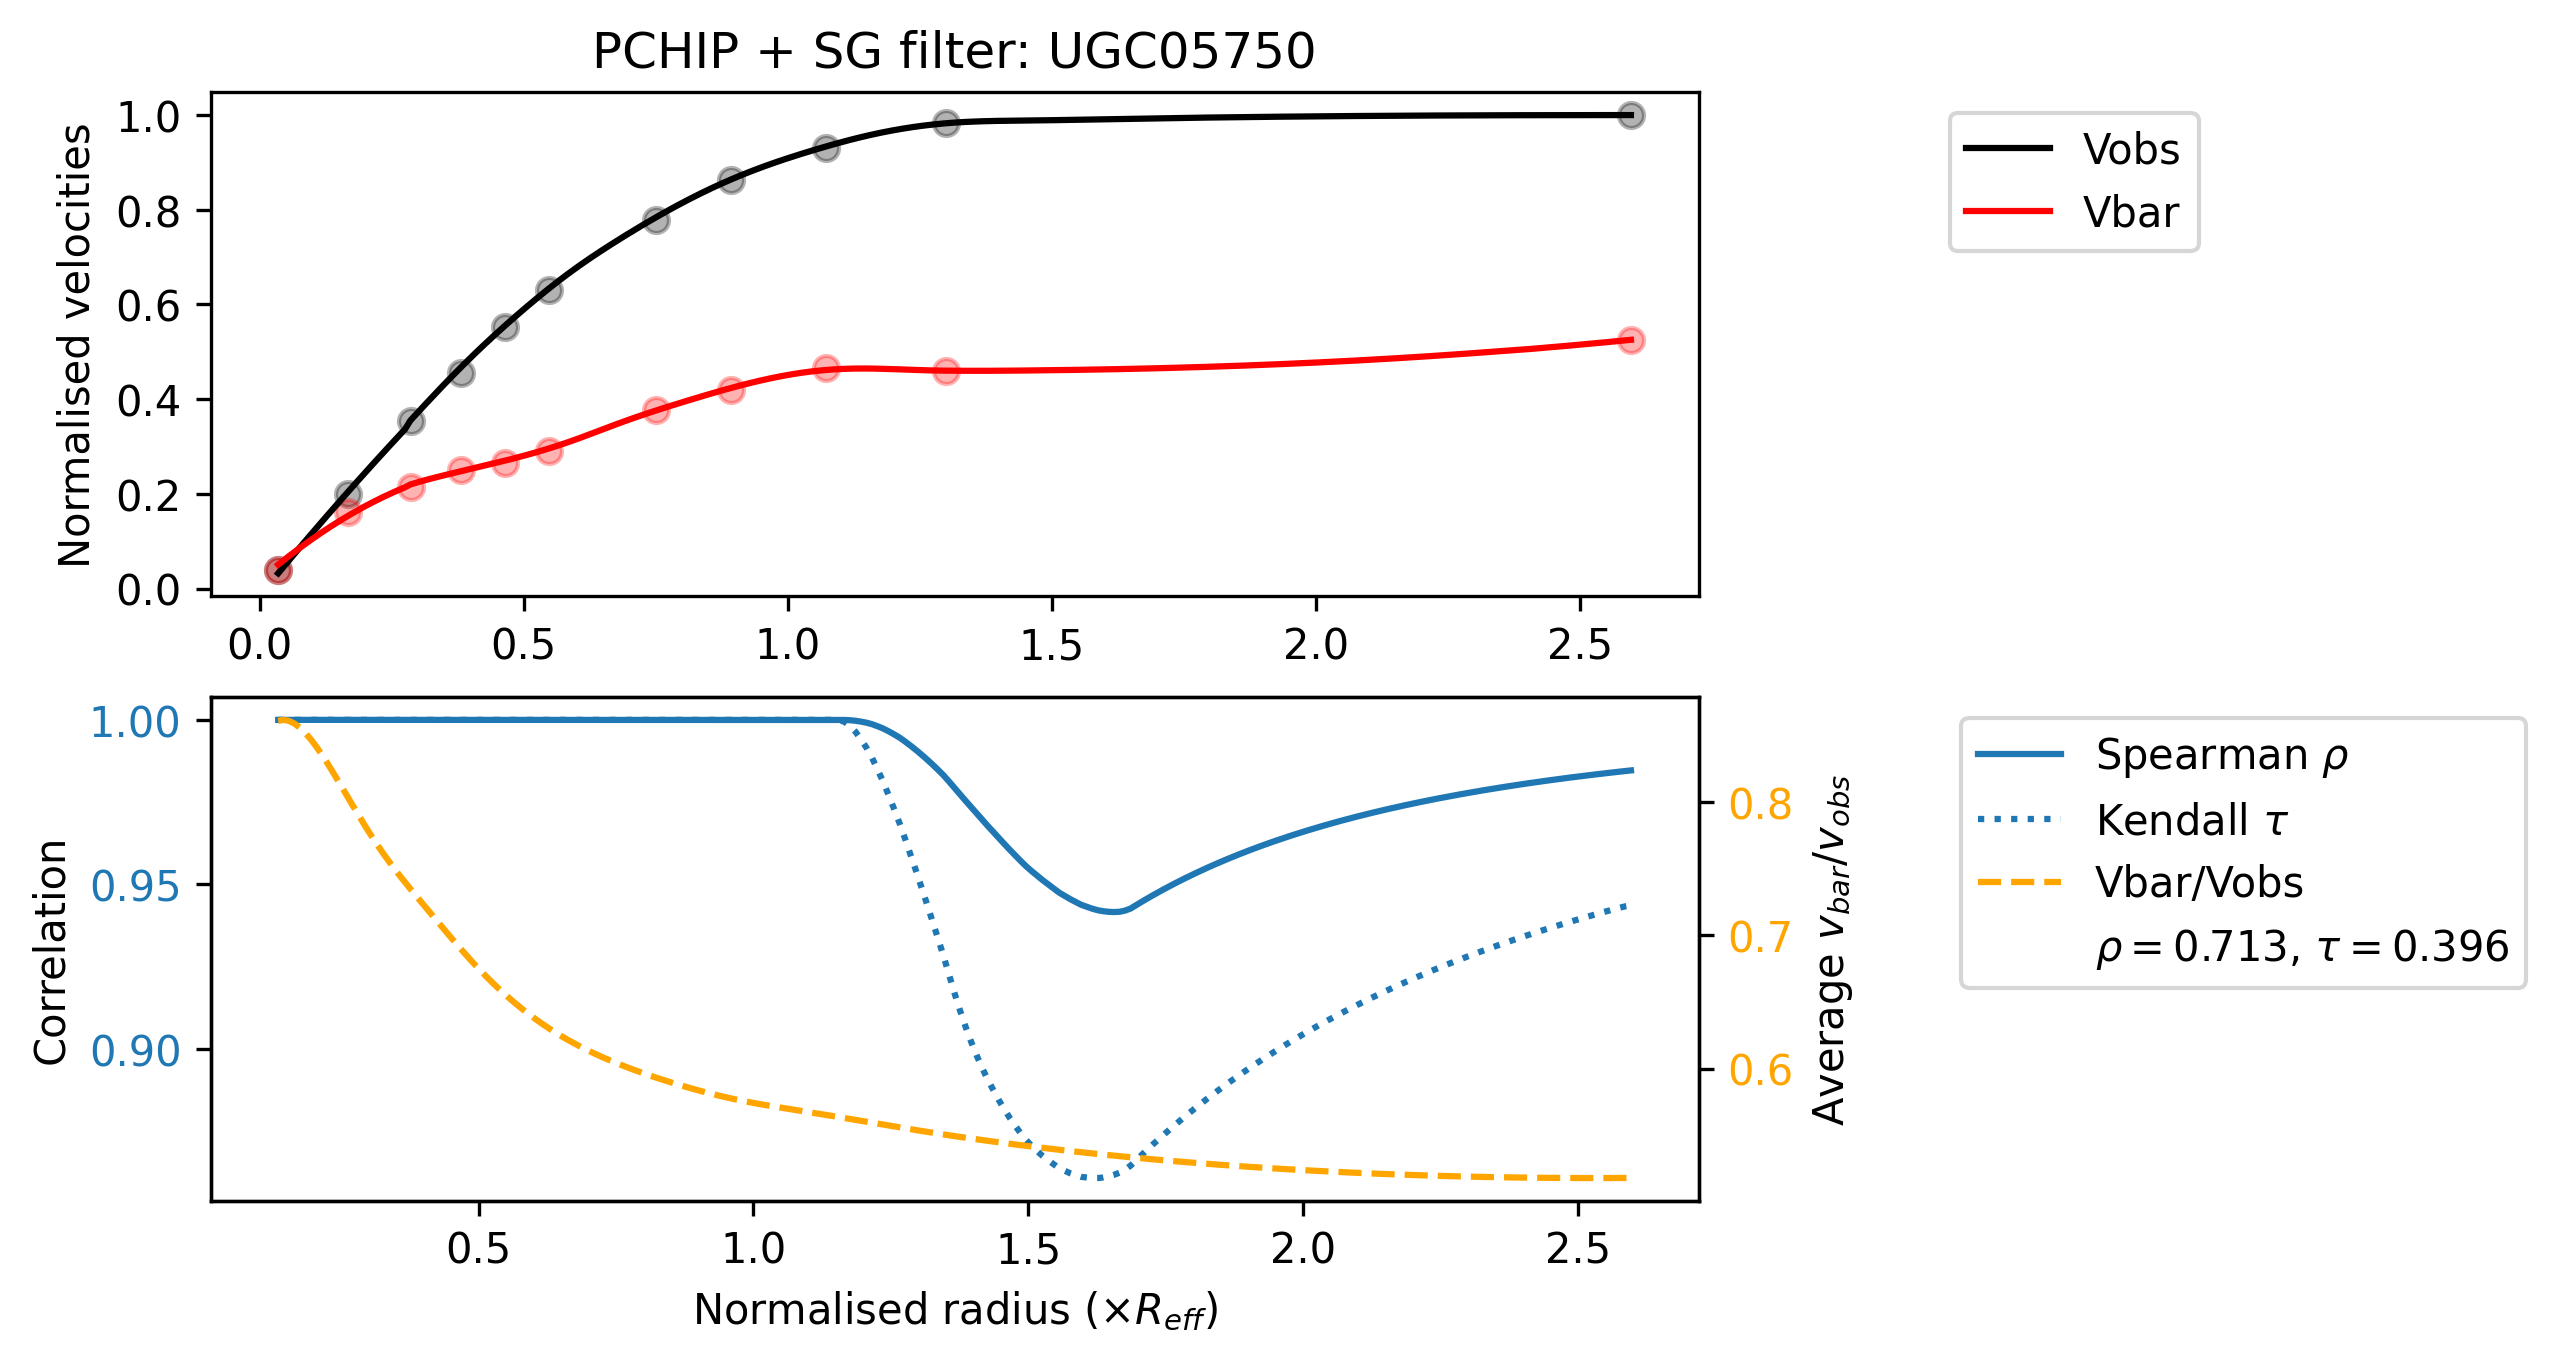 PCHIP + SG filter: UGC05750
Normalised velocities
1.0
0.8
0.6
0.4
0.2
0.0
0.0 0.5 1.0 1.5 2.0 2.5
Vobs
Vbar
Correlation
1.00
0.95
0.90
0.5 1.0 1.5 2.0 2.5
Normalised radius (×R_eff)
0.8
0.7
0.6
Average v_bar/v_obs
Spearman ρ
Kendall τ
Vbar/Vobs
ρ = 0.713, τ = 0.396